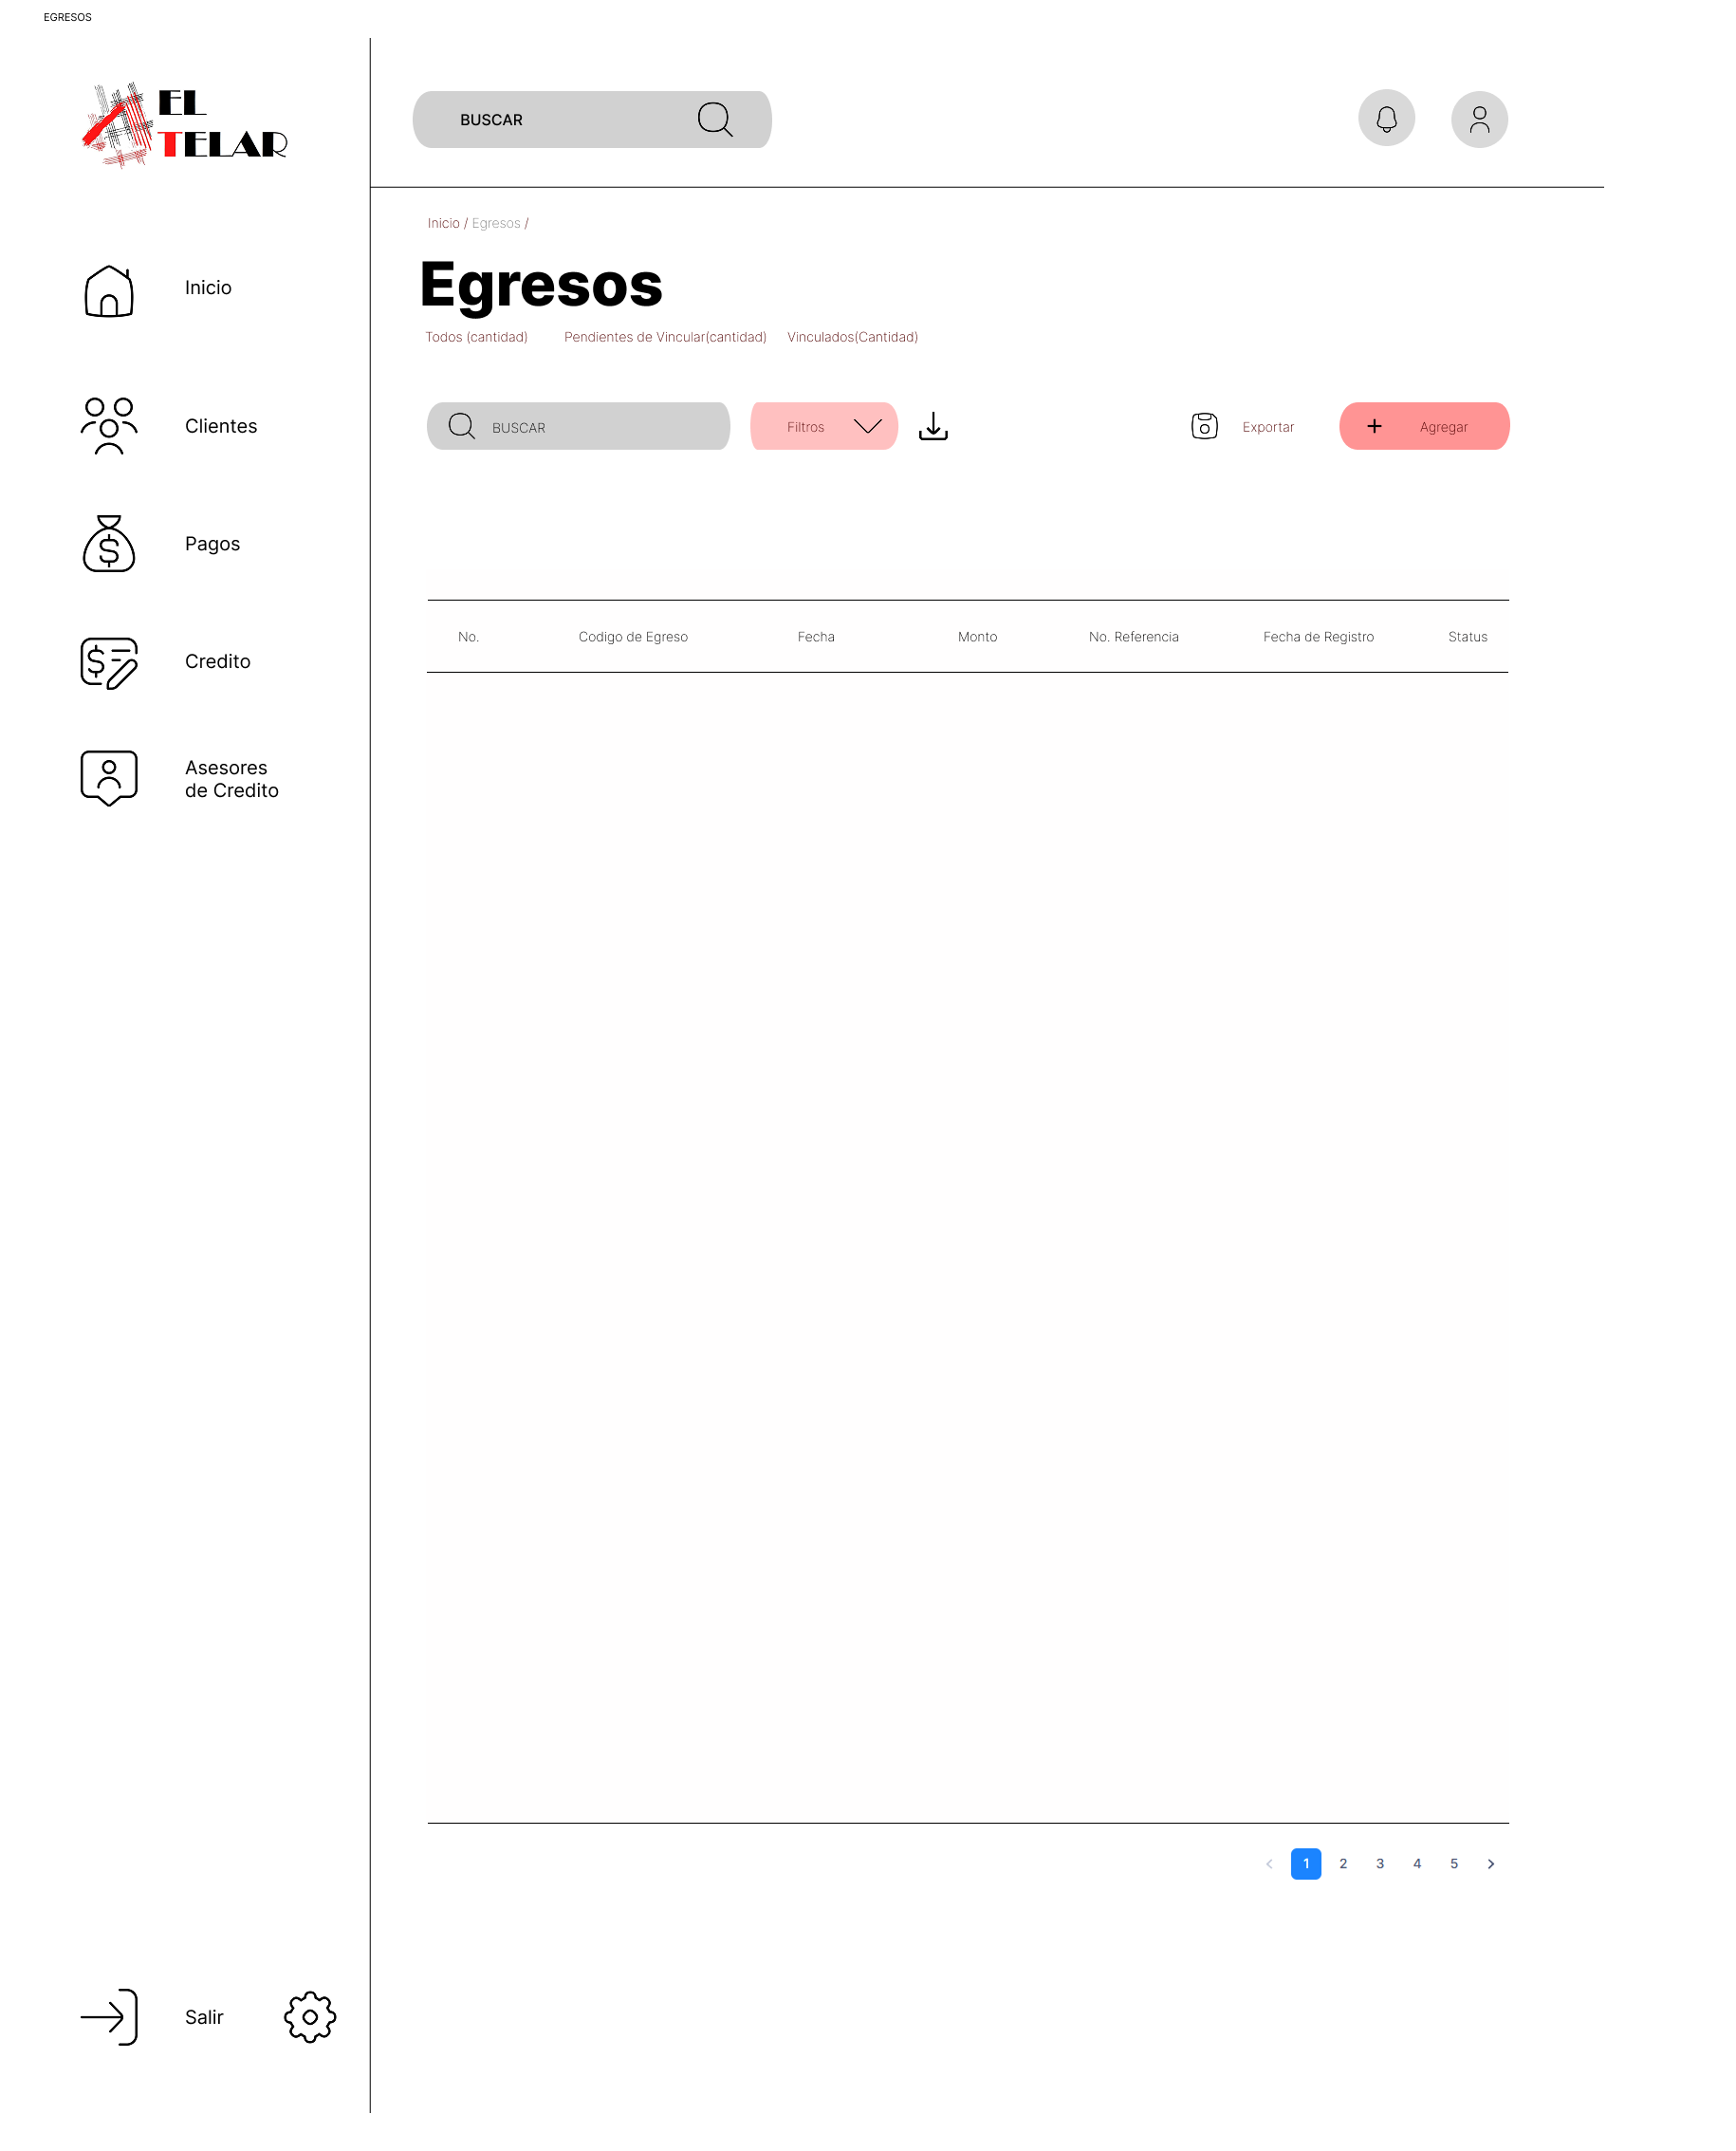 EGRESOS
EL
TELAR
BUSCAR
Inicio / Egresos /
Egresos
Todos (cantidad) Pendientes de Vincular(cantidad) Vinculados(Cantidad)
BUSCAR Filtros Exportar + Agregar
Inicio
Clientes
Pagos
Credito
Asesores
de Credito
No. Codigo de Egreso Fecha Monto No. Referencia Fecha de Registro Status
1 2 3 4 5
Salir